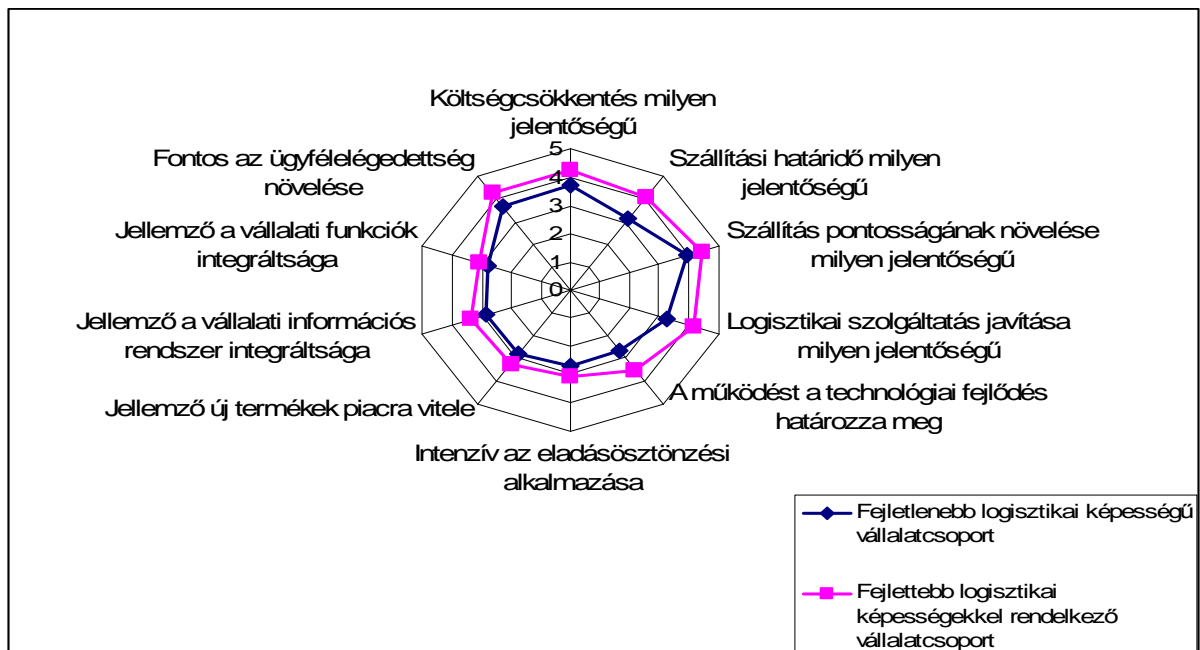 Költségcsökkentés milyen
jelentőségű
Szállítási határidő milyen
jelentőségű
Szállítás pontosságának növelése
milyen jelentőségű
Logisztikai szolgáltatás javítása
milyen jelentőségű
A működést a technológiai fejlődés
határozza meg
Intenzív az eladásösztönzési
alkalmazása
Jellemző új termékek piacra vitele
Jellemző a vállalati információs
rendszer integráltsága
Jellemző a vállalati funkciók
integráltsága
Fontos az ügyfélelégedettség
növelése
5
4
3
2
1
0
Fejletlenebb logisztikai képességű
vállalatcsoport
Fejlettebb logisztikai
képességekkel rendelkező
vállalatcsoport